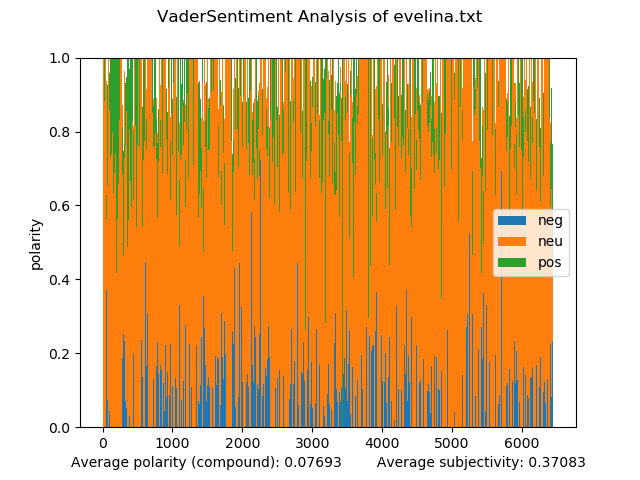 VaderSentiment Analysis of evelina.txt
1.0
0.8
0.6
0.4
0.2
0.0
polarity
neg
neu
pos
0 1000 2000 3000 4000 5000 6000
Average polarity (compound): 0.07693 Average subjectivity: 0.37083